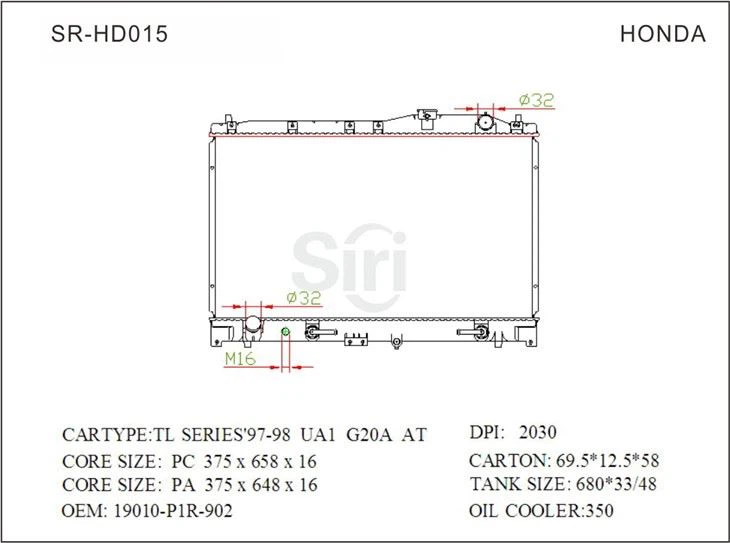 SR-HD015 HONDA
Ø32
Siri
Ø32
M16
CARTYPE:TL SERIES'97-98 UA1 G20A AT DPI: 2030
CORE SIZE: PC 375 x 658 x 16 CARTON: 69.5*12.5*58
CORE SIZE: PA 375 x 648 x 16 TANK SIZE: 680*33/48
OEM: 19010-P1R-902 OIL COOLER:350